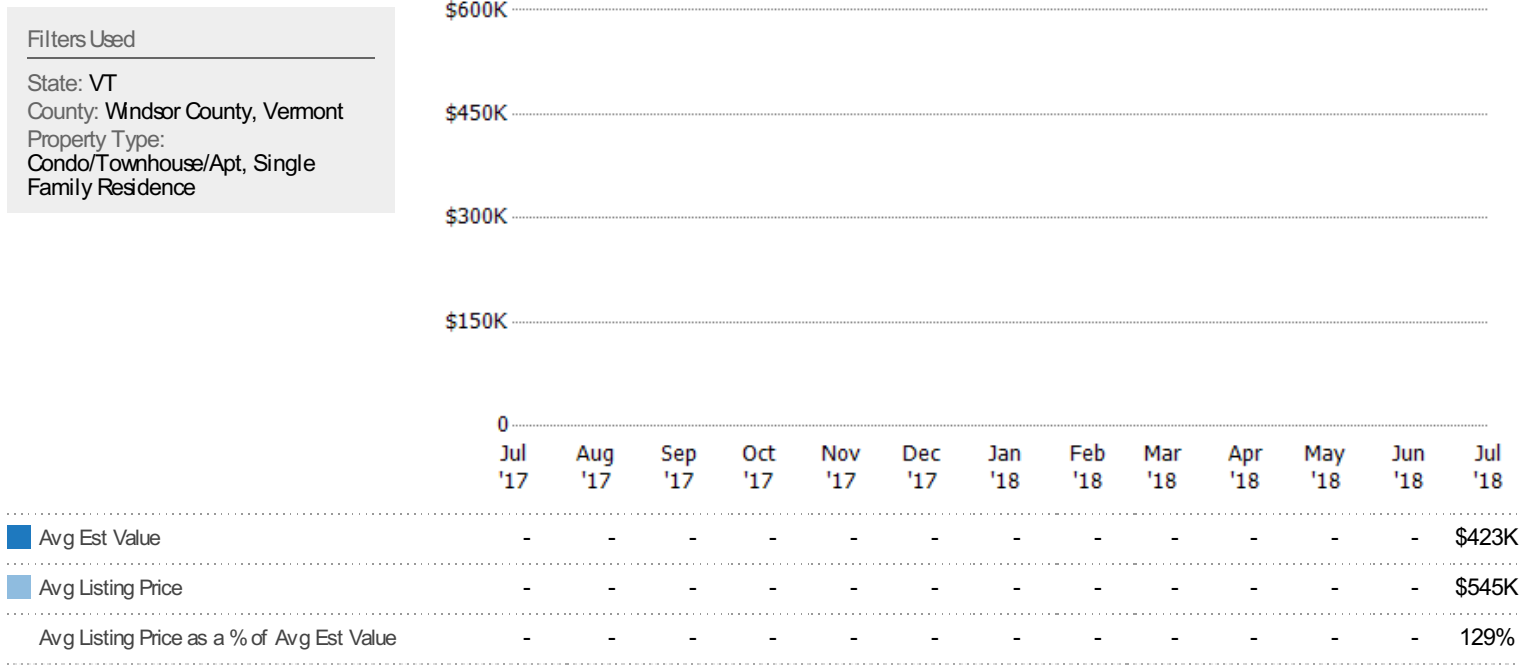 Filters Used
State: VT
County: Windsor County, Vermont
Property Type:
Condo/Townhouse/Apt, Single
Family Residence
$600K
$450K
$300K
$150K
0
Jul Aug Sep Oct Nov Dec Jan Feb Mar Apr May Jun Jul
'17 '17 '17 '17 '17 '17 '18 '18 '18 '18 '18 '18 '18
Avg Est Value - - - - - - - - - - - - $423K
Avg Listing Price - - - - - - - - - - - - $545K
Avg Listing Price as a % of Avg Est Value - - - - - - - - - - - - 129%